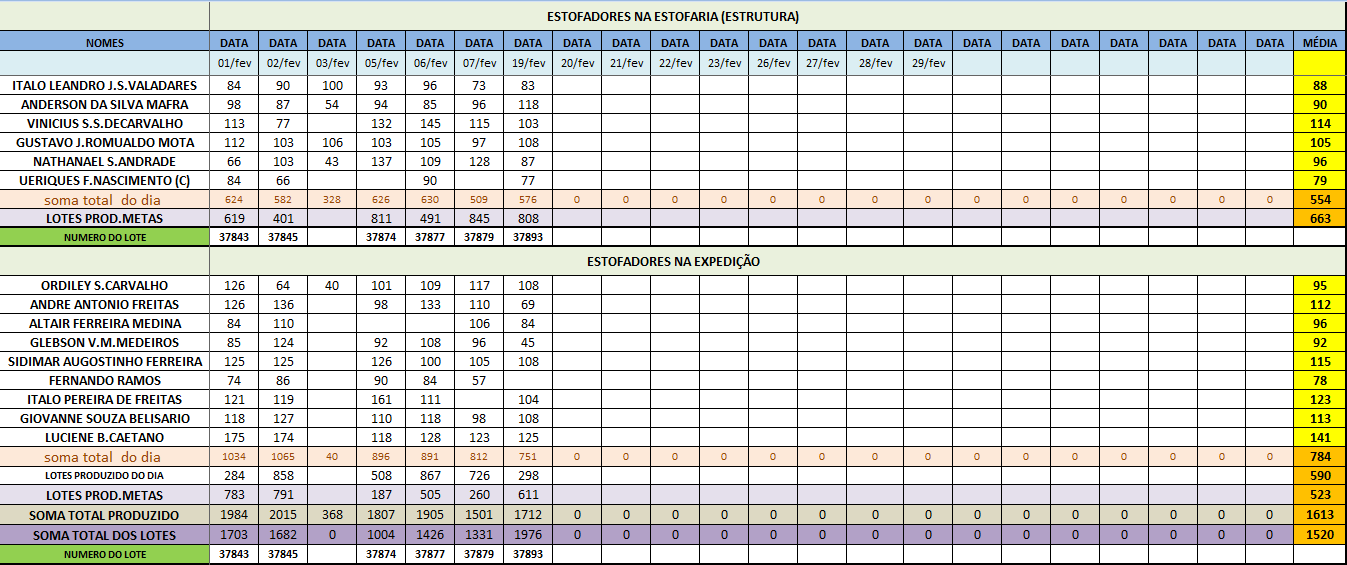 ESTOFADORES NA ESTOFARIA (ESTRUTURA)
NOMES DATA DATA DATA DATA DATA DATA DATA DATA DATA DATA DATA DATA DATA DATA DATA DATA DATA DATA DATA DATA DATA DATA MÉDIA
01/fev 02/fev 03/fev 05/fev 06/fev 07/fev 19/fev 20/fev 21/fev 22/fev 23/fev 26/fev 27/fev 28/fev 29/fev
ITALO LEANDRO J.S.VALADARES 84 90 100 93 96 73 83 88
ANDERSON DA SILVA MAFRA 98 87 54 94 85 96 118 90
VINICIUS S.S.DECARVALHO 113 77 132 145 115 103 114
GUSTAVO J.ROMUALDO MOTA 112 103 106 103 105 97 108 105
NATHANAEL S.ANDRADE 66 103 43 137 109 128 87 96
UERIQUES F.NASCIMENTO (C) 84 66 90 77 79
soma total do dia 624 582 328 626 630 509 576 0 0 0 0 0 0 0 0 0 0 0 0 0 0 0 554
LOTES PROD.METAS 619 401 811 491 845 808 663
NUMERO DO LOTE 37843 37845 37874 37877 37879 37893
ESTOFADORES NA EXPEDIÇÃO
ORDILEY S.CARVALHO 126 64 40 101 109 117 108 95
ANDRE ANTONIO FREITAS 126 136 98 133 110 69 112
ALTAIR FERREIRA MEDINA 84 110 106 84 96
GLEBSON V.M.MEDEIROS 85 124 92 108 96 45 92
SIDIMAR AUGOSTINHO FERREIRA 125 125 126 100 105 108 115
FERNANDO RAMOS 74 86 90 84 57 78
ITALO PEREIRA DE FREITAS 121 119 161 111 104 123
GIOVANNE SOUZA BELISARIO 118 127 110 118 98 108 113
LUCIENE B.CAETANO 175 174 118 128 123 125 141
soma total do dia 1034 1065 40 896 891 812 751 0 0 0 0 0 0 0 0 0 0 0 0 0 0 0 784
LOTES PRODUZIDO DO DIA 284 858 508 867 726 298 590
LOTES PROD.METAS 783 791 187 505 260 611 523
SOMA TOTAL PRODUZIDO 1984 2015 368 1807 1905 1501 1712 0 0 0 0 0 0 0 0 0 0 0 0 0 0 0 1613
SOMA TOTAL DOS LOTES 1703 1682 0 1004 1426 1331 1976 0 0 0 0 0 0 0 0 0 0 0 0 0 0 0 1520
NUMERO DO LOTE 37843 37845 37874 37877 37879 37893